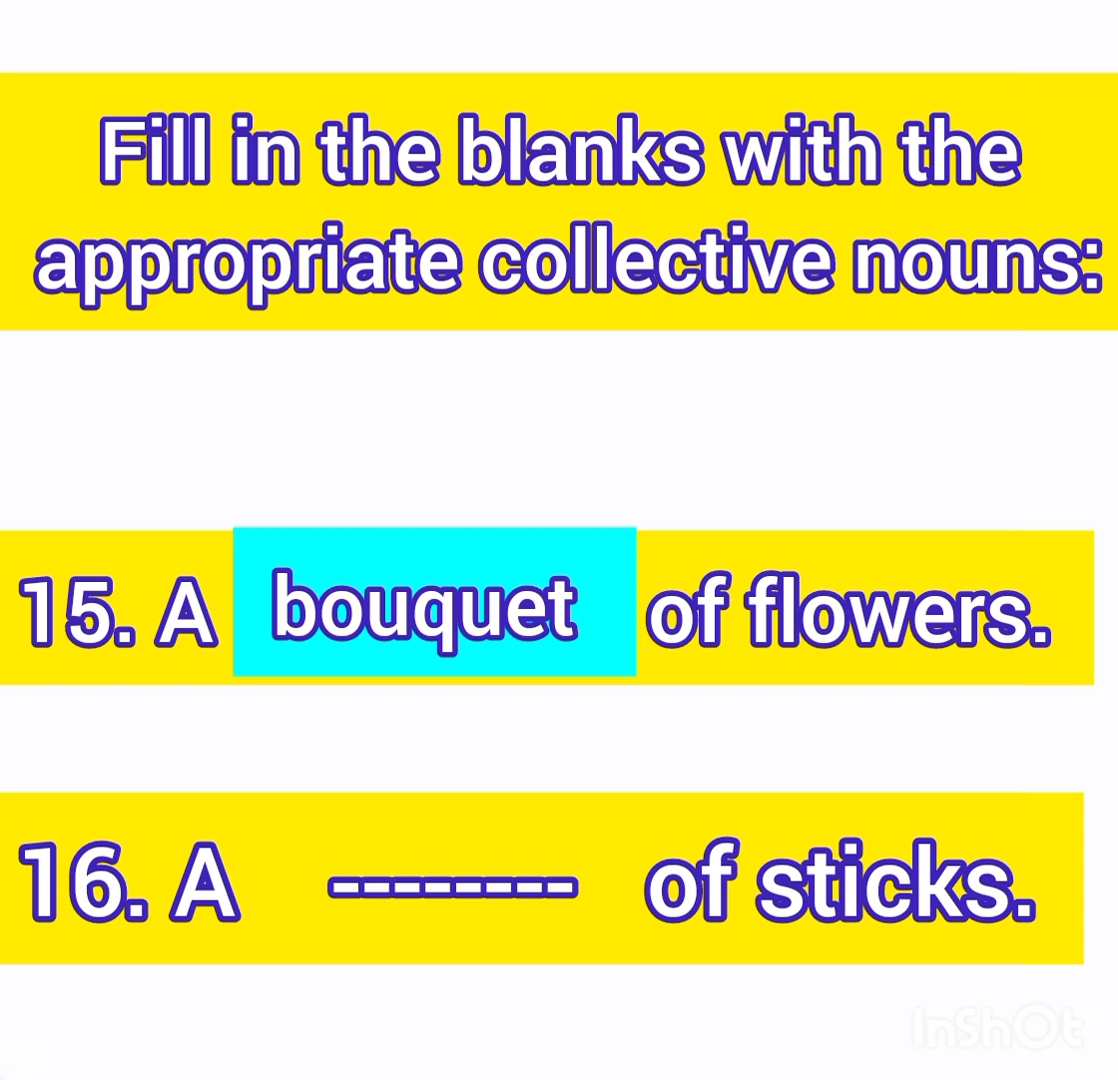 Fill in the blanks with the
appropriate collective nouns:
15. A bouquet of flowers.
16. A -------- of sticks.
InShOt